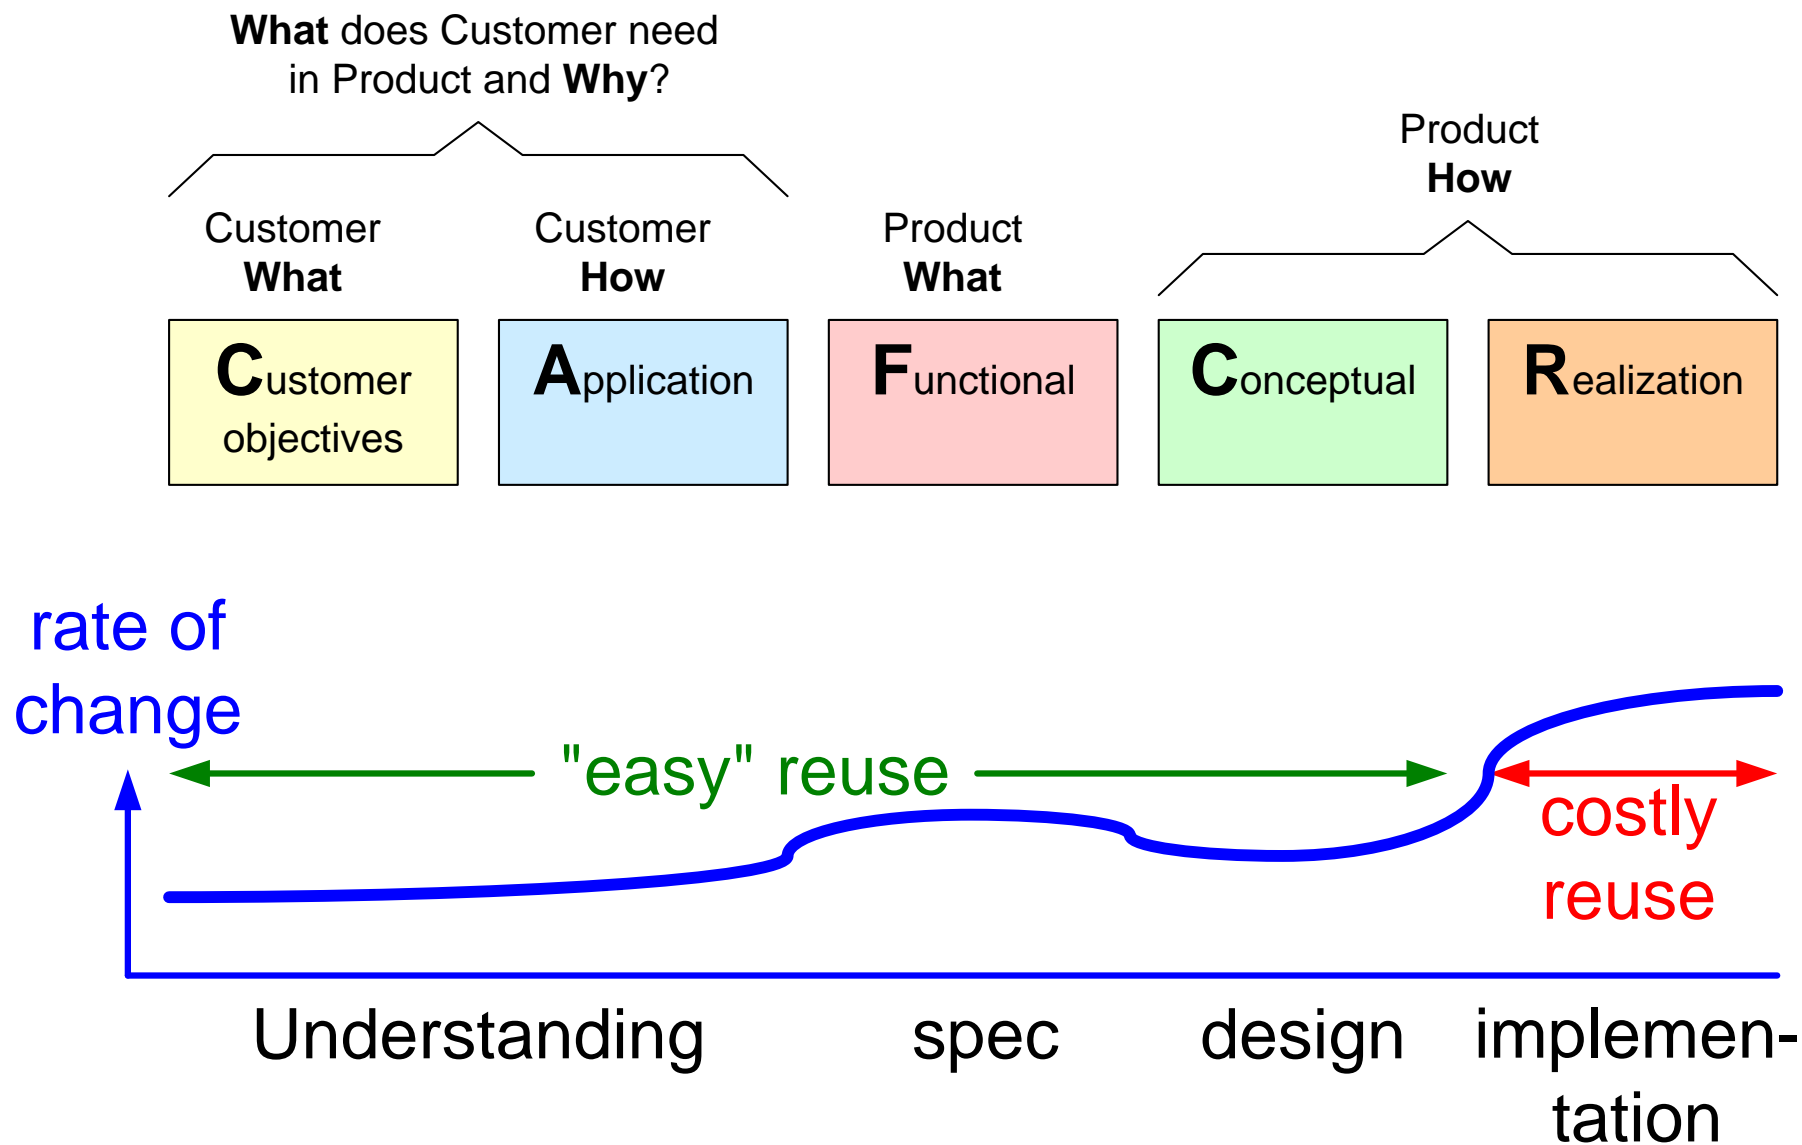 What does Customer need
in Product and Why?
Product
How
Customer
What
Customer
How
Product
What
Customer
objectives
Application
Functional
Conceptual
Realization
rate of
change
"easy" reuse
costly
reuse
Understanding
spec
design
implemen-
tation